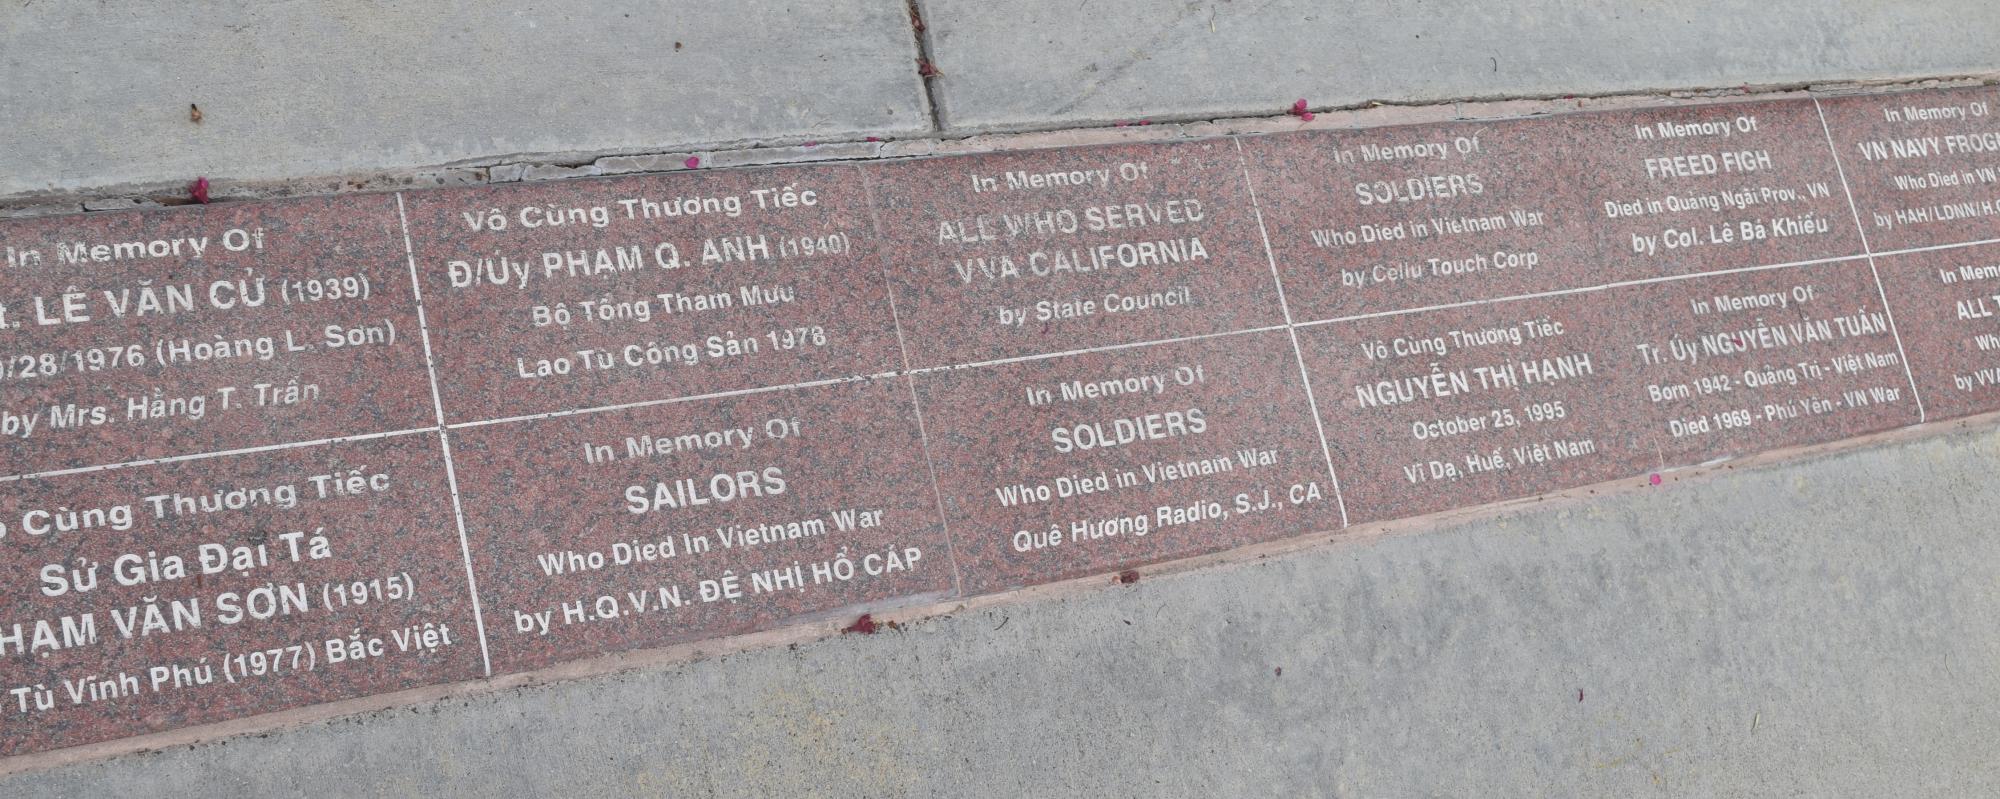 In Memory Of
LÊ VĂN CỬ (1939)
/28/1976 (Hoàng L. Sơn)
by Mrs. Hằng T. Trần
Vô Cùng Thương Tiếc
Đ/Úy PHẠM Q. ANH (1940)
Bộ Tổng Tham Mưu
Lao Tù Cộng Sản 1978
In Memory Of
ALL WHO SERVED
VVA CALIFORNIA
by State Council
In Memory Of
SOLDIERS
Who Died in Vietnam War
by Cellu Touch Corp
In Memory Of
FREED FIGH
Died in Quảng Ngãi Prov., VN
by Col. Lê Bá Khiếu
In Memory Of
VN NAVY
Who Died in VN
by HAH/LDNN/H.
Cùng Thương Tiếc
Sử Gia Đại Tá
HẠM VĂN SƠN (1915)
Tù Vĩnh Phú (1977) Bắc Việt
In Memory Of
SAILORS
Who Died In Vietnam War
by H.Q.V.N. ĐỆ NHỊ HỔ CÁP
In Memory Of
SOLDIERS
Who Died in Vietnam War
Quê Hương Radio, S.J., CA
Vô Cùng Thương Tiếc
NGUYỄN THỊ HẠNH
October 25, 1995
Vĩ Dạ, Huế, Việt Nam
In Memory Of
Tr. Úy NGUYỄN VĂN TUẤN
Born 1942 - Quảng Trị - Việt Nam
Died 1969 - Phú Yên - VN War
In
ALL
by VVA